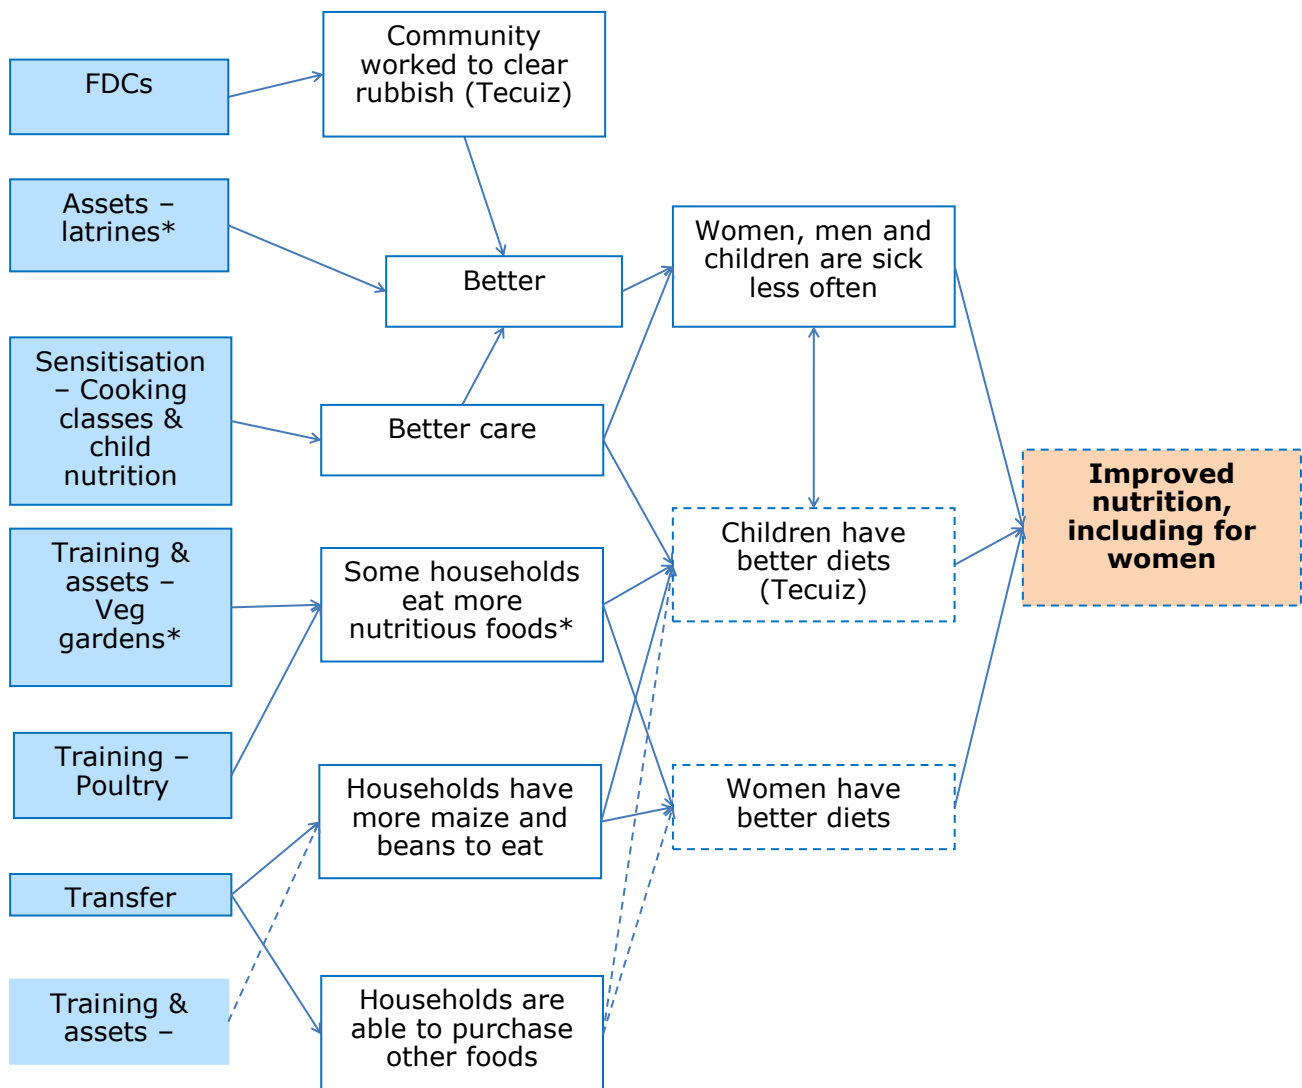 FDCs
Community
worked to clear
rubbish (Tecuiz)
Assets –
latrines*
Better
Women, men and
children are sick
less often
Sensitisation
– Cooking
classes &
child
nutrition
Better care
Improved
nutrition,
including for
women
Training &
assets –
Veg
gardens*
Some households
eat more
nutritious foods*
Children have
better diets
(Tecuiz)
Training –
Poultry
Households have
more maize and
beans to eat
Women have
better diets
Transfer
Training &
assets –
Households are
able to purchase
other foods